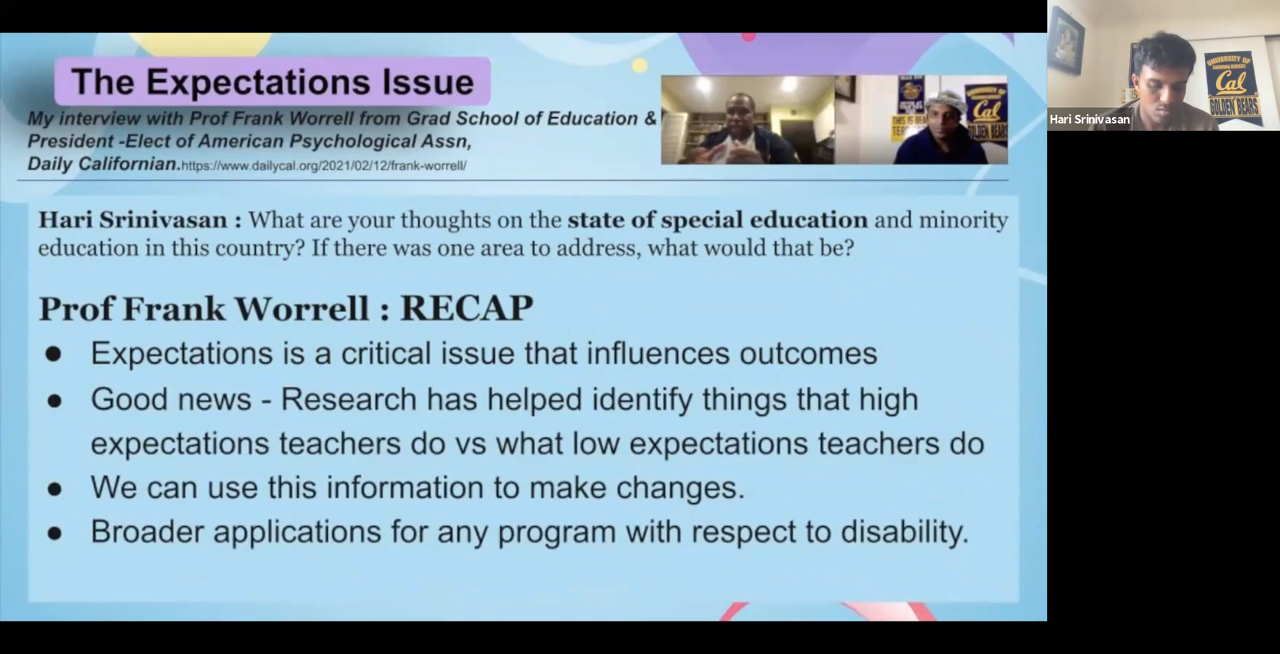 The Expectations Issue
My interview with Prof Frank Worrell from Grad School of Education &
President -Elect of American Psychological Assn,
Daily Californian.https://www.dailycal.org/2021/02/12/frank-worrell/
Hari Srinivasan : What are your thoughts on the state of special education and minority
education in this country? If there was one area to address, what would that be?
Prof Frank Worrell : RECAP
● Expectations is a critical issue that influences outcomes
● Good news - Research has helped identify things that high
expectations teachers do vs what low expectations teachers do
● We can use this information to make changes.
● Broader applications for any program with respect to disability.
THIS IS
Cal
GOLDEN BEARS
Hari Srinivasan
UNIVERSITY OF
Cal
GOLDEN BEARS